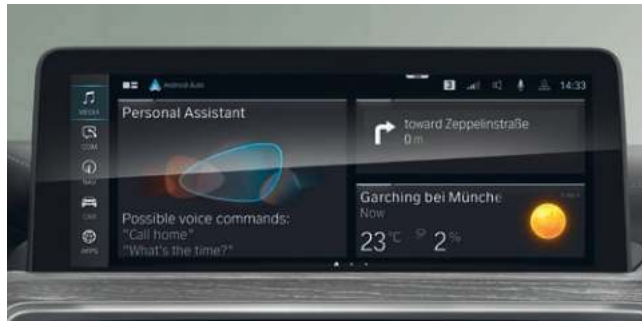 Android Auto
3
14:33
MEDIA
COM
NAV
CAR
APPS
Personal Assistant
Possible voice commands:
"Call home"
"What's the time?"
toward Zeppelinstraße
0 m
Garching bei Münche
Now
23 °C
2 %